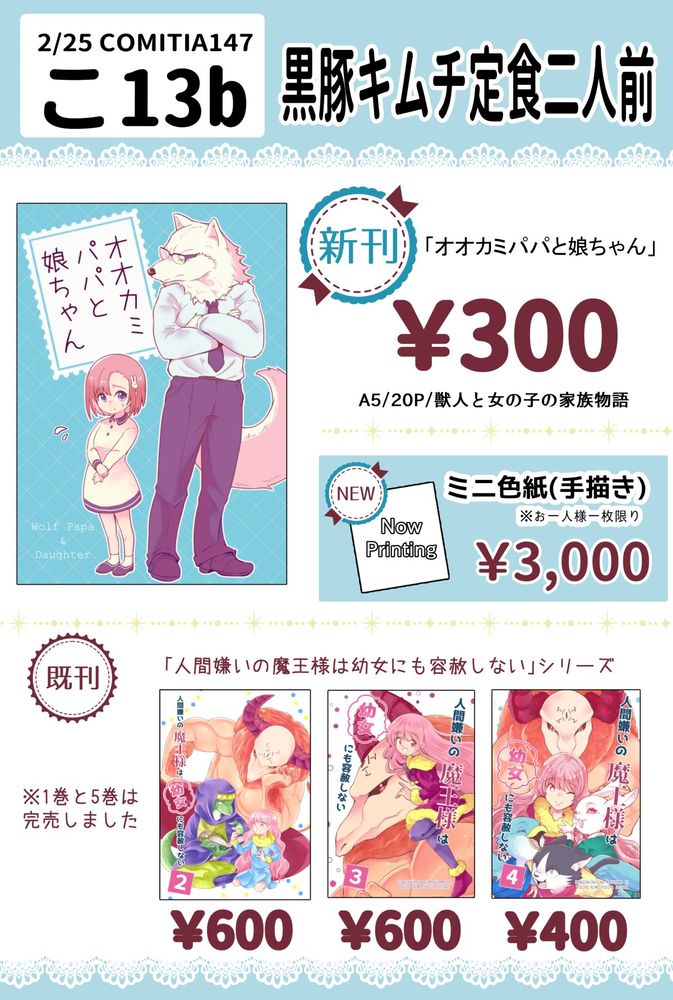 2/25 COMITIA147
こ13b
黒豚キムチ定食二人前
オオカミ
パパと
娘ちゃん
Wolf Papa
&
Daughter
新刊
「オオカミパパと娘ちゃん」
¥300
A5/20P/獣人と女の子の家族物語
NEW
Now
Printing
ミニ色紙(手描き)
※お一人様一枚限り
¥3,000
既刊
「人間嫌いの魔王様は幼女にも容赦しない」シリーズ
※1巻と5巻は
完売しました
人間嫌いの
魔王様は
幼女
にも容赦しない
2
¥600
人間嫌いの
魔王様は
幼女
にも容赦しない
3
¥600
人間嫌いの
魔王様は
幼女
にも容赦しない
4
¥400